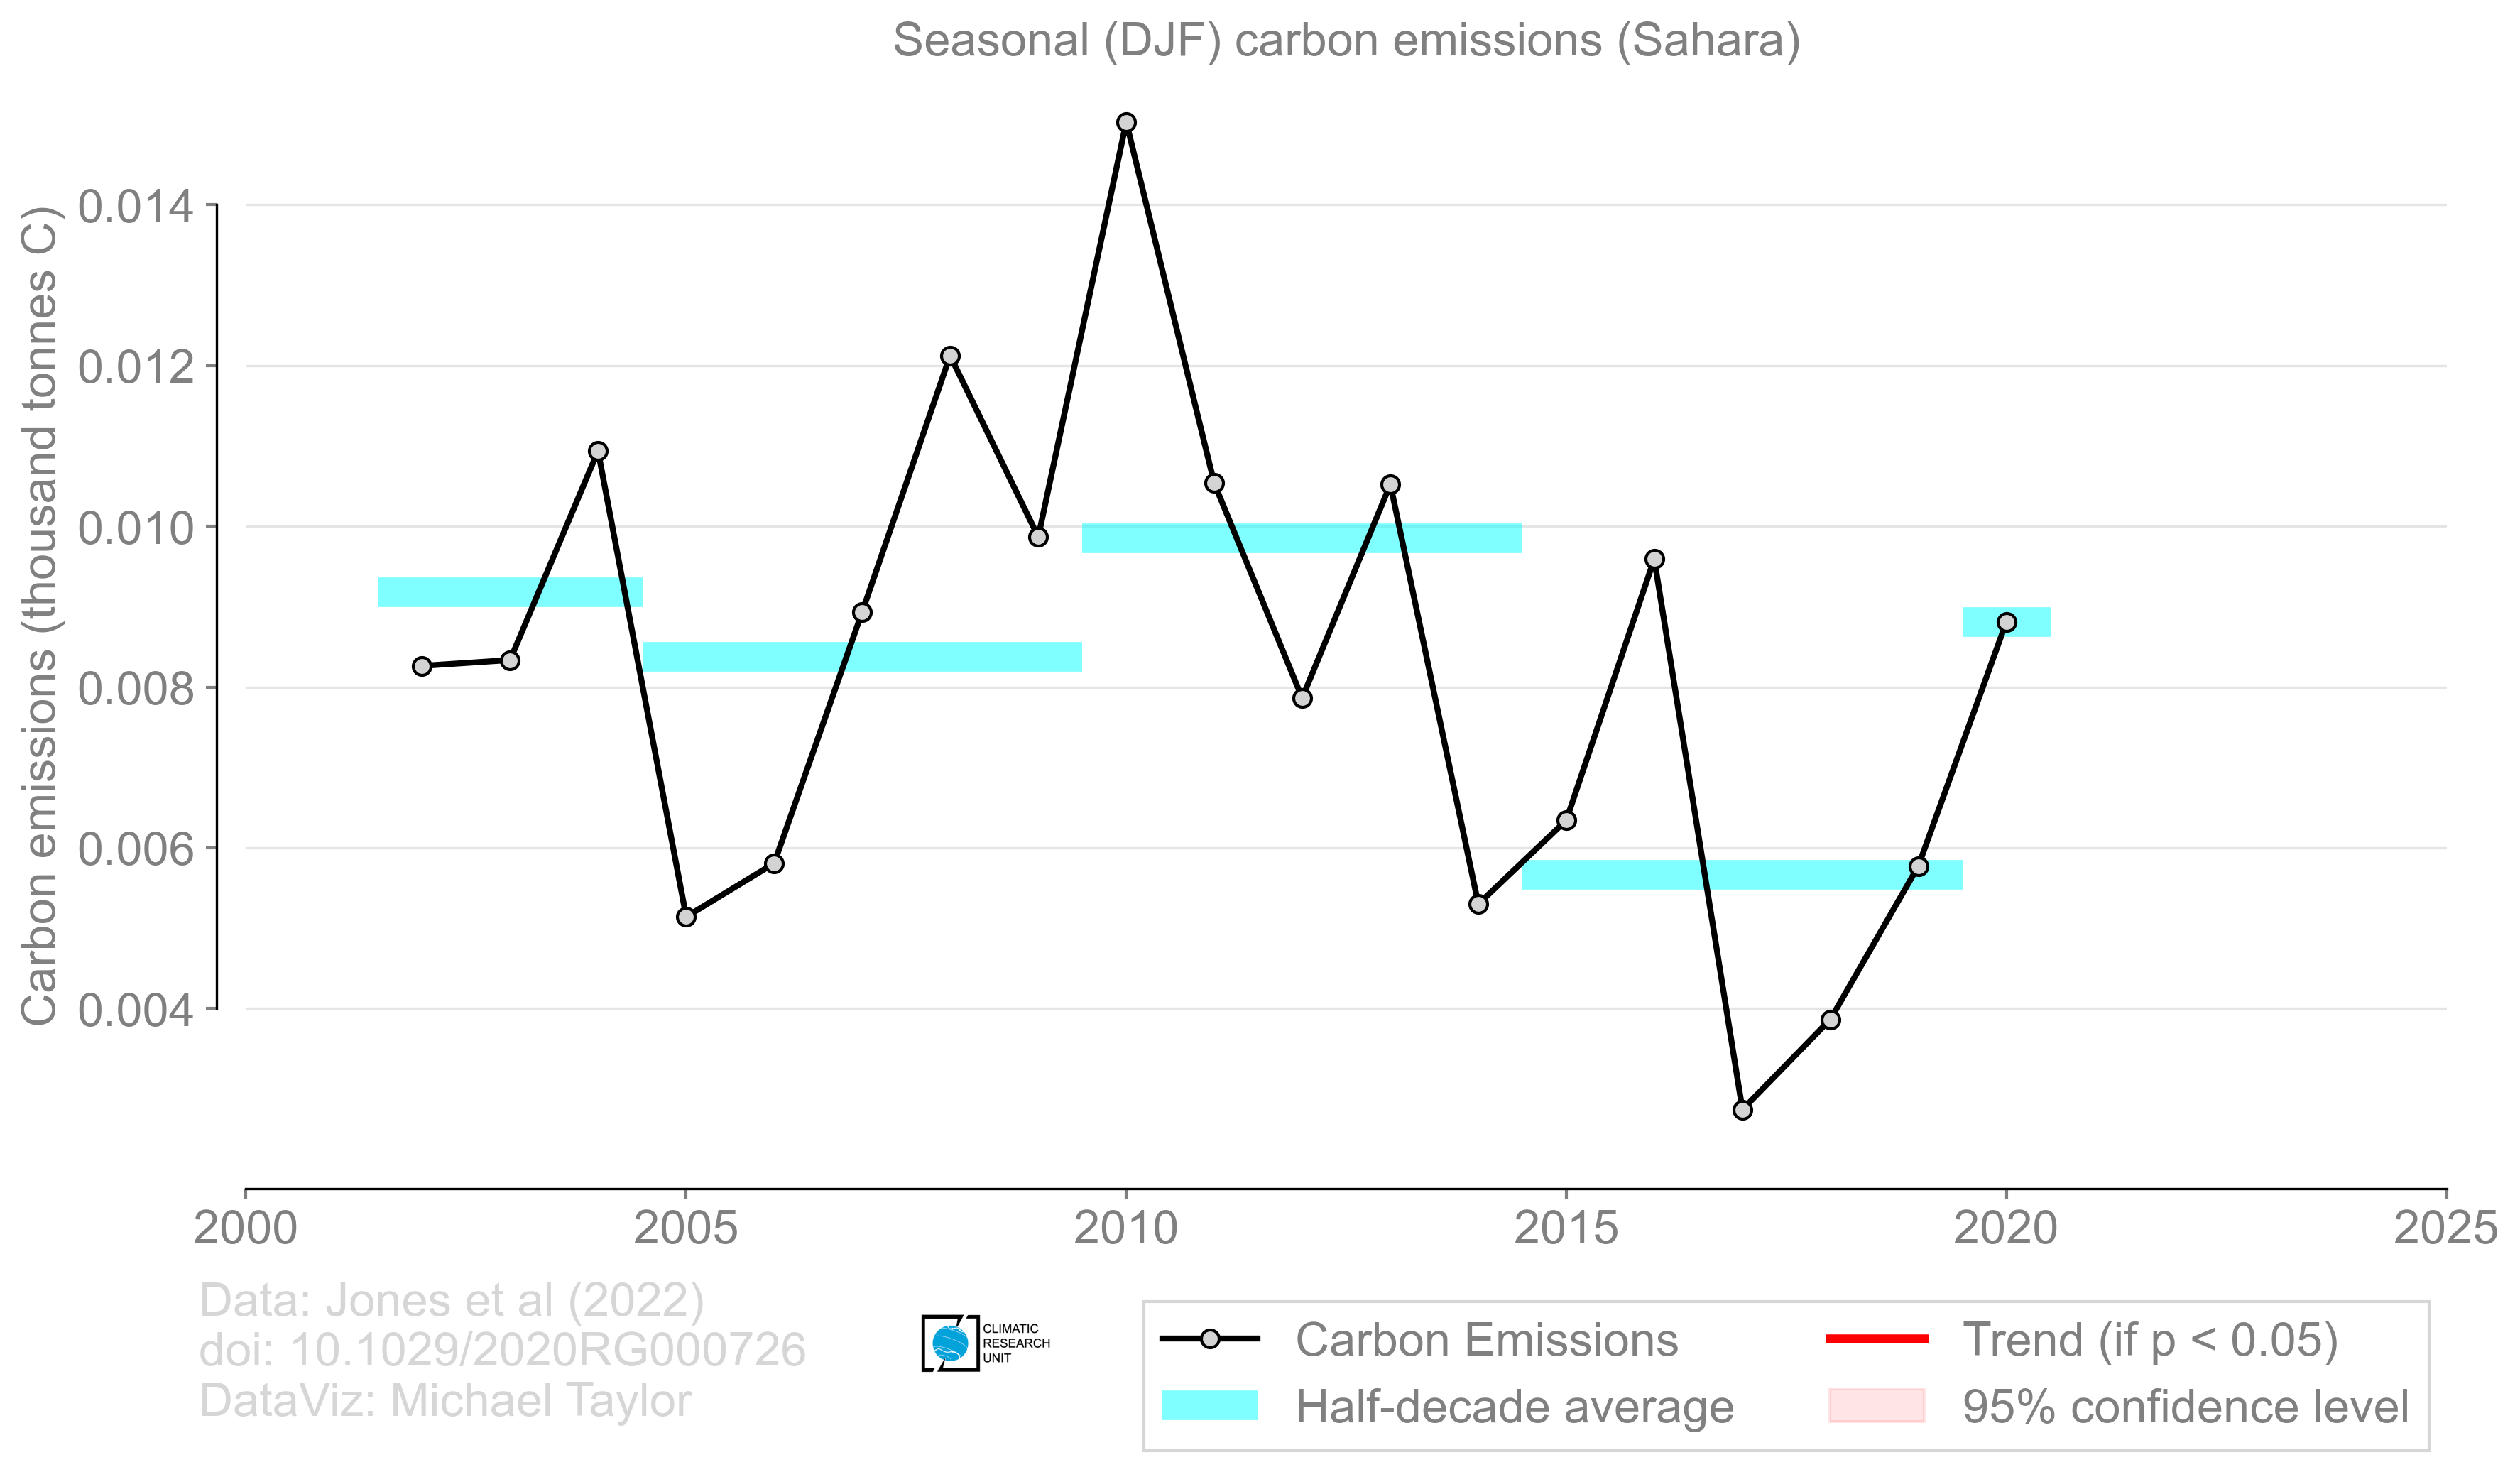 Seasonal (DJF) carbon emissions (Sahara)
Carbon emissions (thousand tonnes C)
0.014
0.012
0.010
0.008
0.006
0.004
2000 2005 2010 2015 2020 2025
Data: Jones et al (2022)
doi: 10.1029/2020RG000726
DataViz: Michael Taylor
CLIMATIC
RESEARCH
UNIT
Carbon Emissions
Half-decade average
Trend (if p < 0.05)
95% confidence level